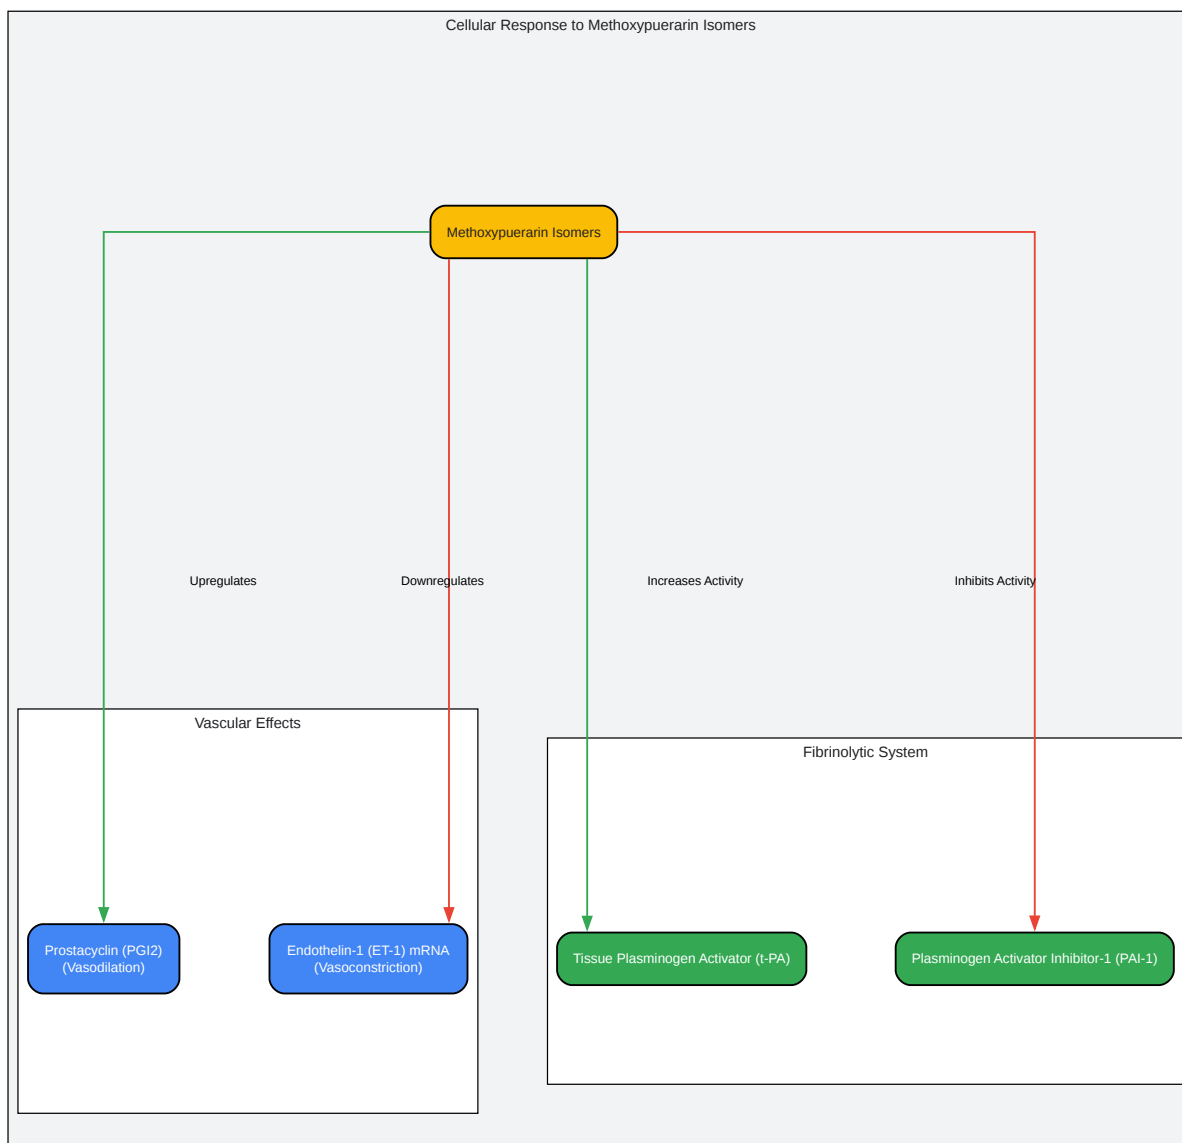 Cellular Response to Methoxypuerarin Isomers
Methoxypuerarin Isomers
Upregulates
Downregulates
Increases Activity
Inhibits Activity
Vascular Effects
Fibrinolytic System
Prostacyclin (PGI2)
(Vasodilation)
Endothelin-1 (ET-1) mRNA
(Vasoconstriction)
Tissue Plasminogen Activator (t-PA)
Plasminogen Activator Inhibitor-1 (PAI-1)